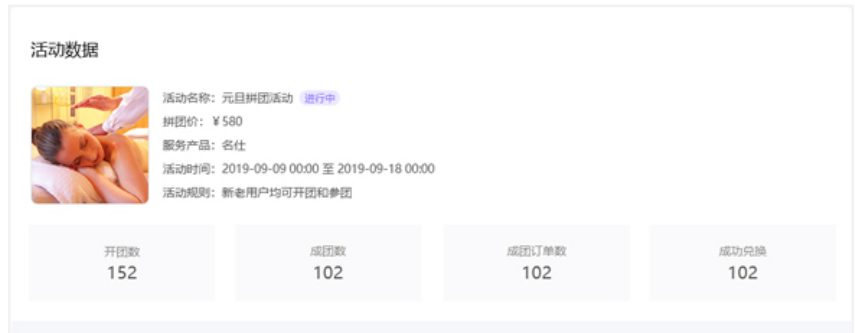 活动数据
活动名称：元旦拼团活动 进行中
拼团价：￥580
服务产品：名仕
活动时间：2019-09-09 00:00 至 2019-09-18 00:00
活动规则：新老用户均可开团和参团
开团数 成团数 成团订单数 成功兑换
152 102 102 102